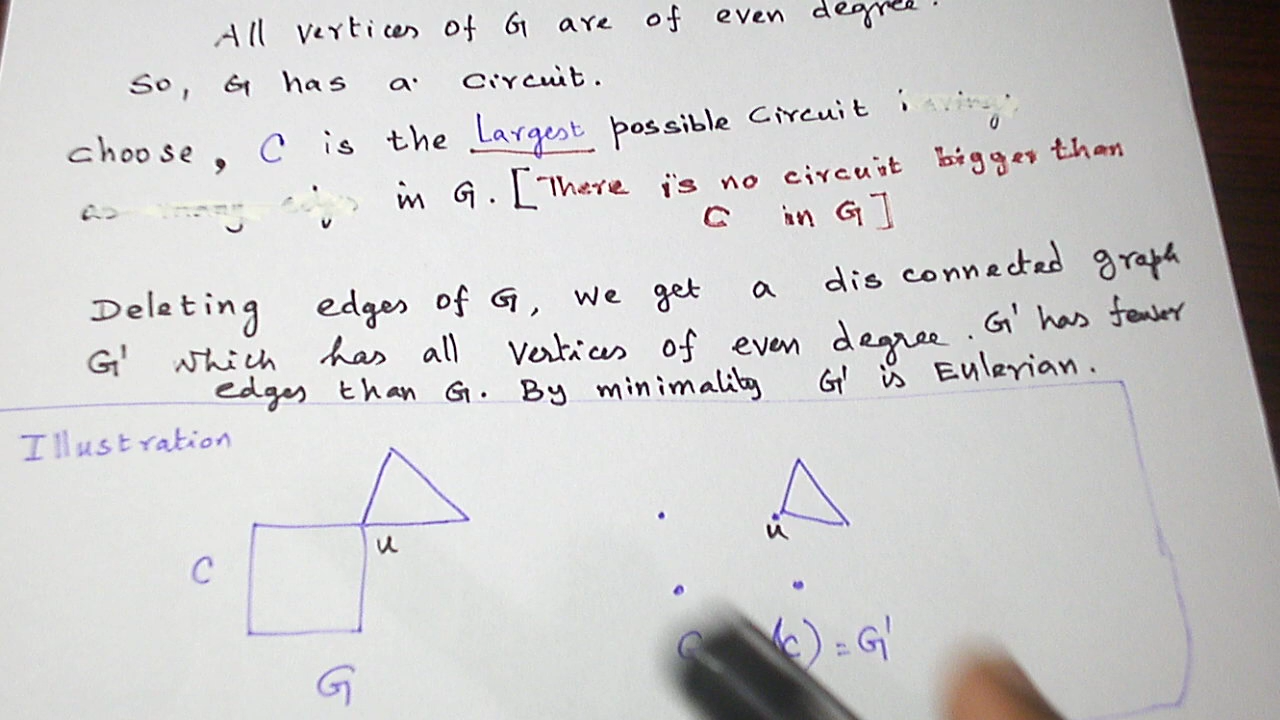 All vertices of G are of even degree.
So, G has a circuit.
choose, C is the Largest possible circuit
in G. [There is no circuit bigger than
C in G]
Deleting edges of G, we get a disconnected graph
G' which has all vertices of even degree. G' has fewer
edges than G. By minimality G' is Eulerian.
Illustration
u
u
C
(C) = G'
G